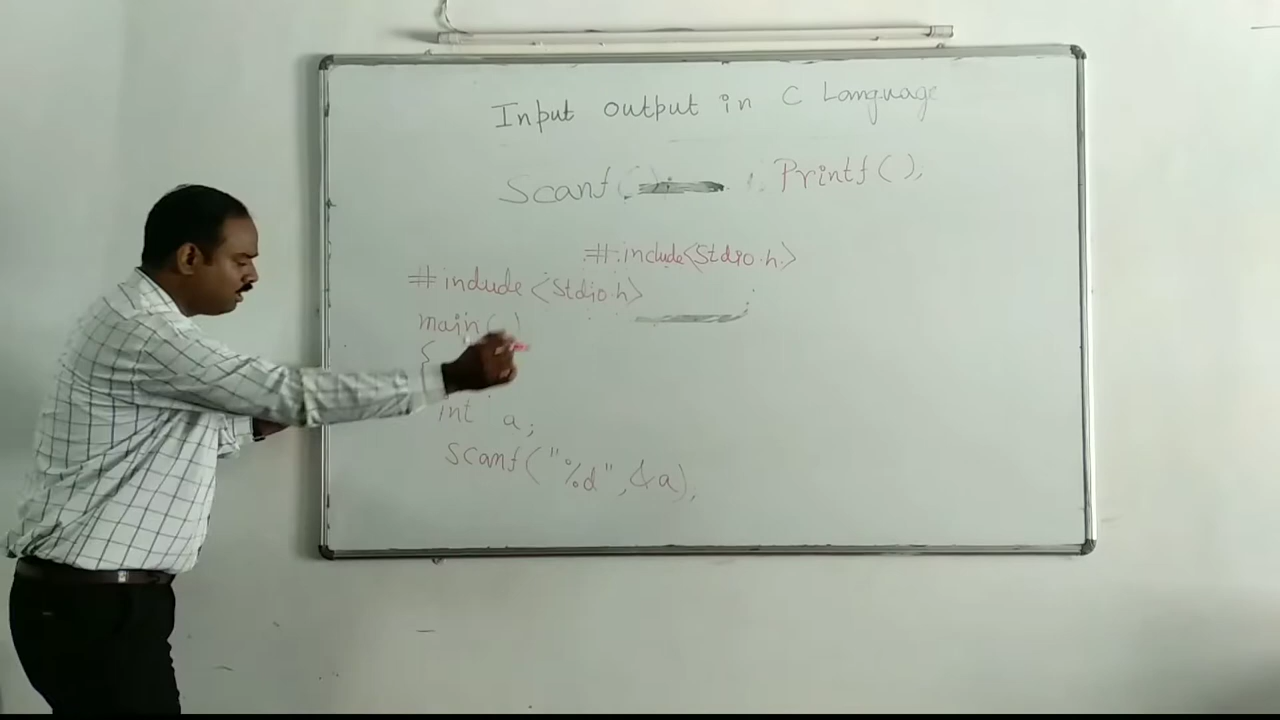 Input output in C Language
Scanf( Printf(),
#include<Stdio.h>
#include <Stdio.h>
main( )
{
int a;
Scanf("%d",&a),